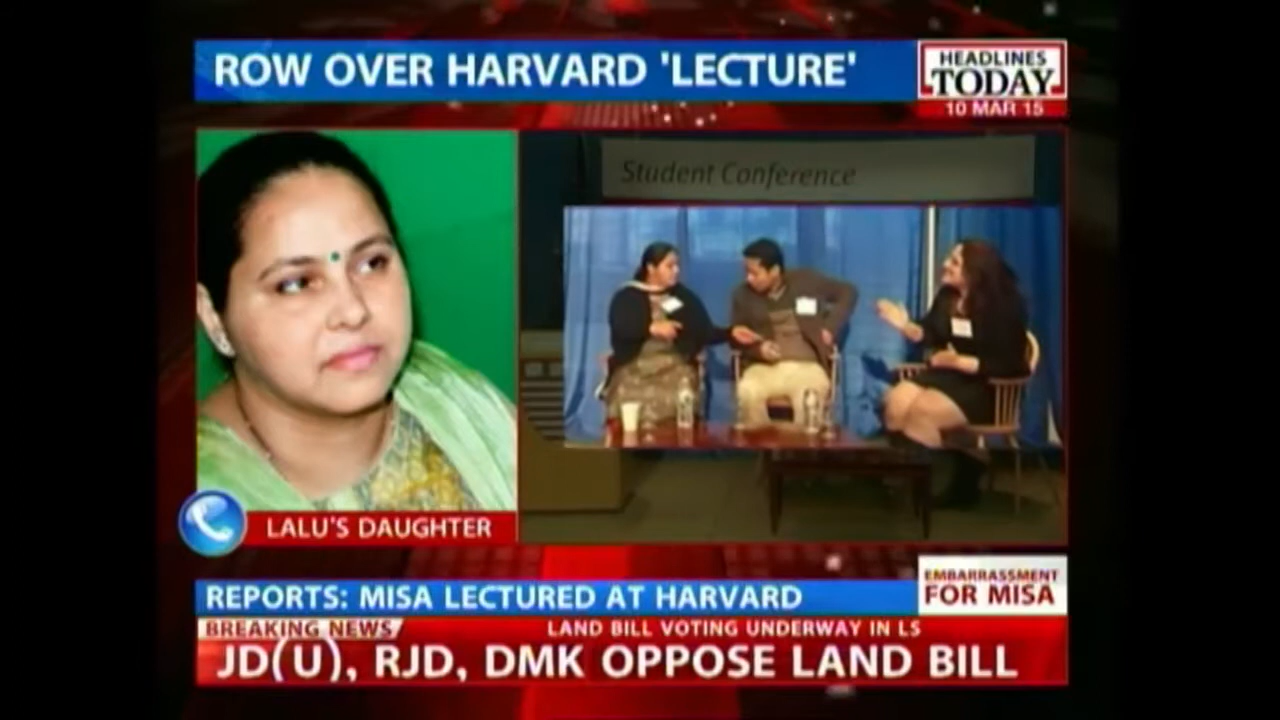 ROW OVER HARVARD 'LECTURE'
HEADLINES
TODAY
10 MAR 15
Student Conference
LALU'S DAUGHTER
REPORTS: MISA LECTURED AT HARVARD
EMBARRASSMENT
FOR MISA
BREAKING NEWS
LAND BILL VOTING UNDERWAY IN LS
JD(U), RJD, DMK OPPOSE LAND BILL